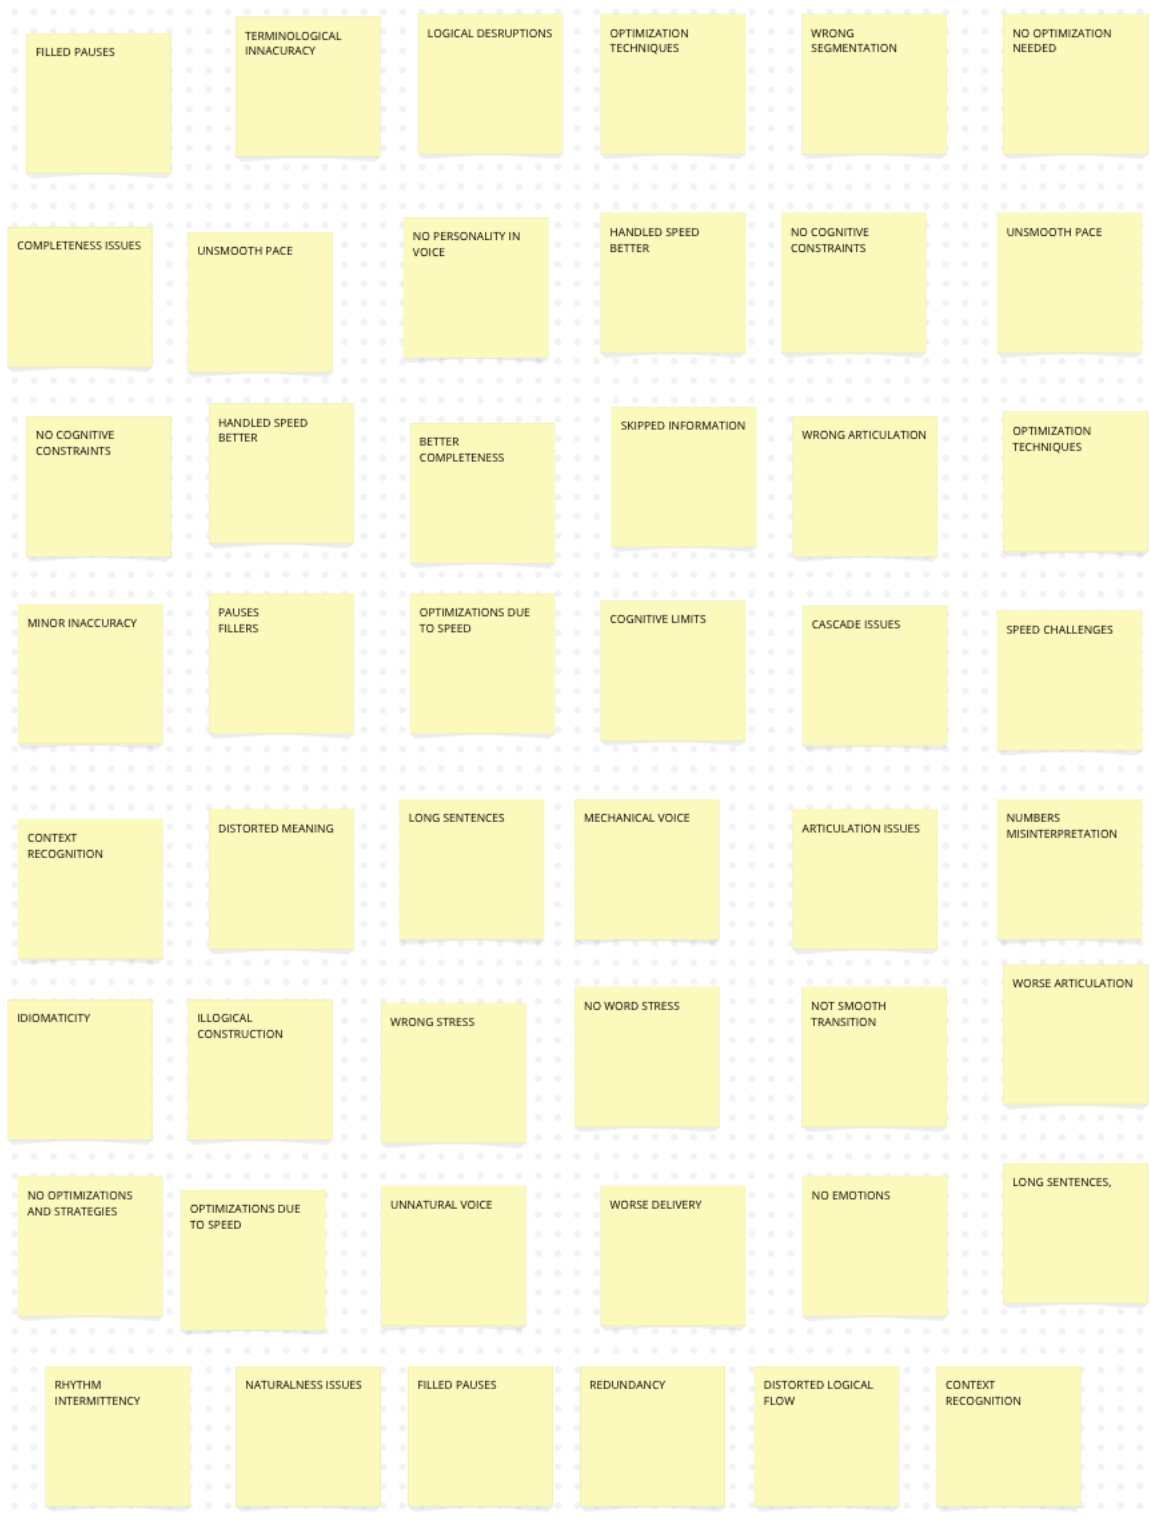 FILLED PAUSES
TERMINOLOGICAL
INNACURACY
LOGICAL DESRUPTIONS
OPTIMIZATION
TECHNIQUES
WRONG
SEGMENTATION
NO OPTIMIZATION
NEEDED
COMPLETENESS ISSUES
UNSMOOTH PACE
NO PERSONALITY IN
VOICE
HANDLED SPEED
BETTER
NO COGNITIVE
CONSTRAINTS
UNSMOOTH PACE
NO COGNITIVE
CONSTRAINTS
HANDLED SPEED
BETTER
BETTER
COMPLETENESS
SKIPPED INFORMATION
WRONG ARTICULATION
OPTIMIZATION
TECHNIQUES
MINOR INACCURACY
PAUSES
FILLERS
OPTIMIZATIONS DUE
TO SPEED
COGNITIVE LIMITS
CASCADE ISSUES
SPEED CHALLENGES
CONTEXT
RECOGNITION
DISTORTED MEANING
LONG SENTENCES
MECHANICAL VOICE
ARTICULATION ISSUES
NUMBERS
MISINTERPRETATION
IDIOMATICITY
ILLOGICAL
CONSTRUCTION
WRONG STRESS
NO WORD STRESS
NOT SMOOTH
TRANSITION
WORSE ARTICULATION
NO OPTIMIZATIONS
AND STRATEGIES
OPTIMIZATIONS DUE
TO SPEED
UNNATURAL VOICE
WORSE DELIVERY
NO EMOTIONS
LONG SENTENCES,
RHYTHM
INTERMITTENCY
NATURALNESS ISSUES
FILLED PAUSES
REDUNDANCY
DISTORTED LOGICAL
FLOW
CONTEXT
RECOGNITION